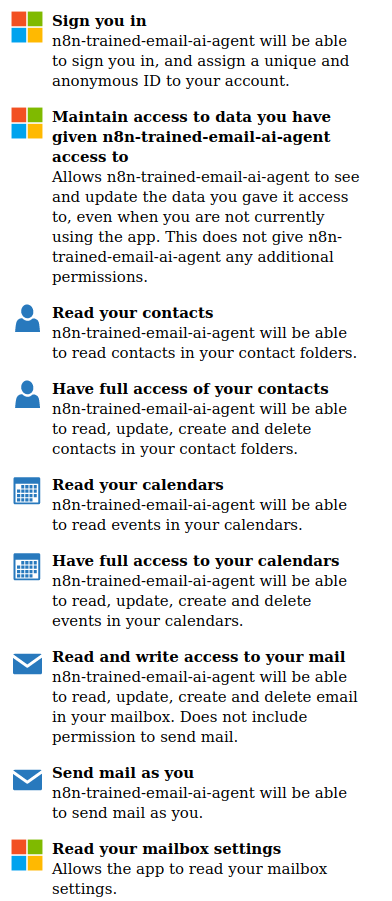 Sign you in
n8n-trained-email-ai-agent will be able
to sign you in, and assign a unique and
anonymous ID to your account.
Maintain access to data you have
given n8n-trained-email-ai-agent
access to
Allows n8n-trained-email-ai-agent to see
and update the data you gave it access
to, even when you are not currently
using the app. This does not give n8n-
trained-email-ai-agent any additional
permissions.
Read your contacts
n8n-trained-email-ai-agent will be able
to read contacts in your contact folders.
Have full access of your contacts
n8n-trained-email-ai-agent will be able
to read, update, create and delete
contacts in your contact folders.
Read your calendars
n8n-trained-email-ai-agent will be able
to read events in your calendars.
Have full access to your calendars
n8n-trained-email-ai-agent will be able
to read, update, create and delete
events in your calendars.
Read and write access to your mail
n8n-trained-email-ai-agent will be able
to read, update, create and delete email
in your mailbox. Does not include
permission to send mail.
Send mail as you
n8n-trained-email-ai-agent will be able
to send mail as you.
Read your mailbox settings
Allows the app to read your mailbox
settings.